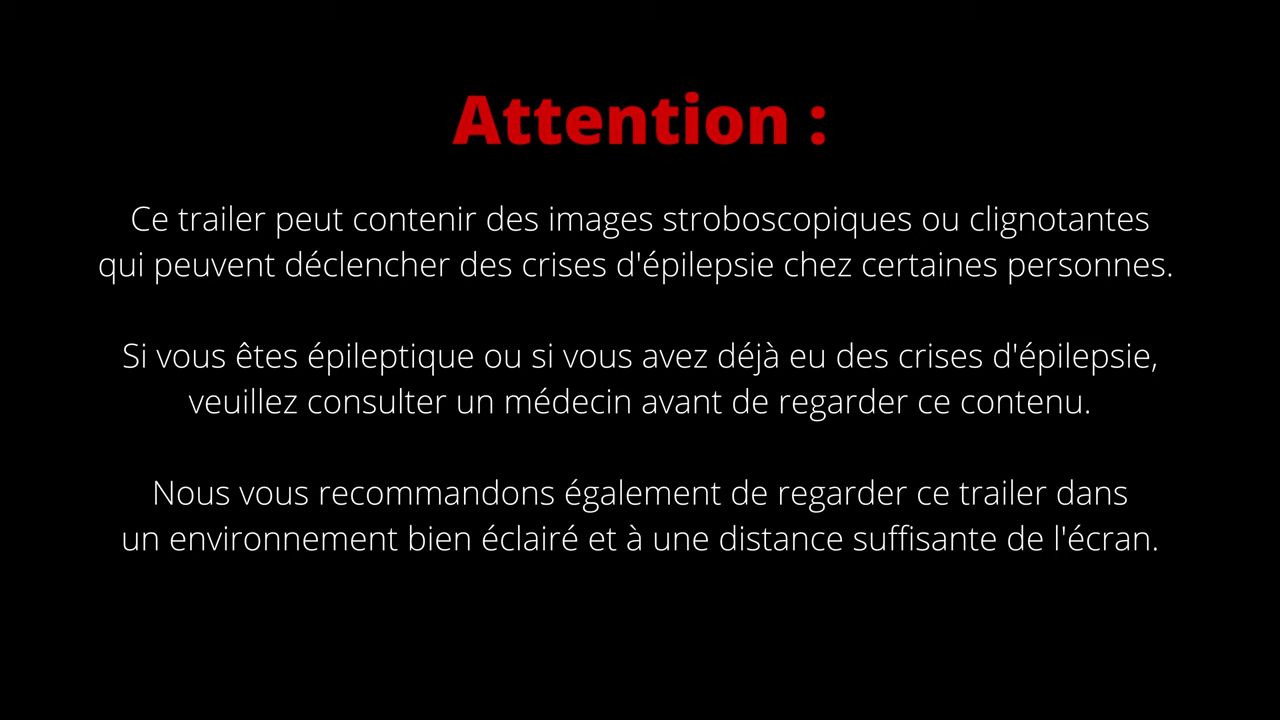 Attention :
Ce trailer peut contenir des images stroboscopiques ou clignotantes
qui peuvent déclencher des crises d'épilepsie chez certaines personnes.
Si vous êtes épileptique ou si vous avez déjà eu des crises d'épilepsie,
veuillez consulter un médecin avant de regarder ce contenu.
Nous vous recommandons également de regarder ce trailer dans
un environnement bien éclairé et à une distance suffisante de l'écran.